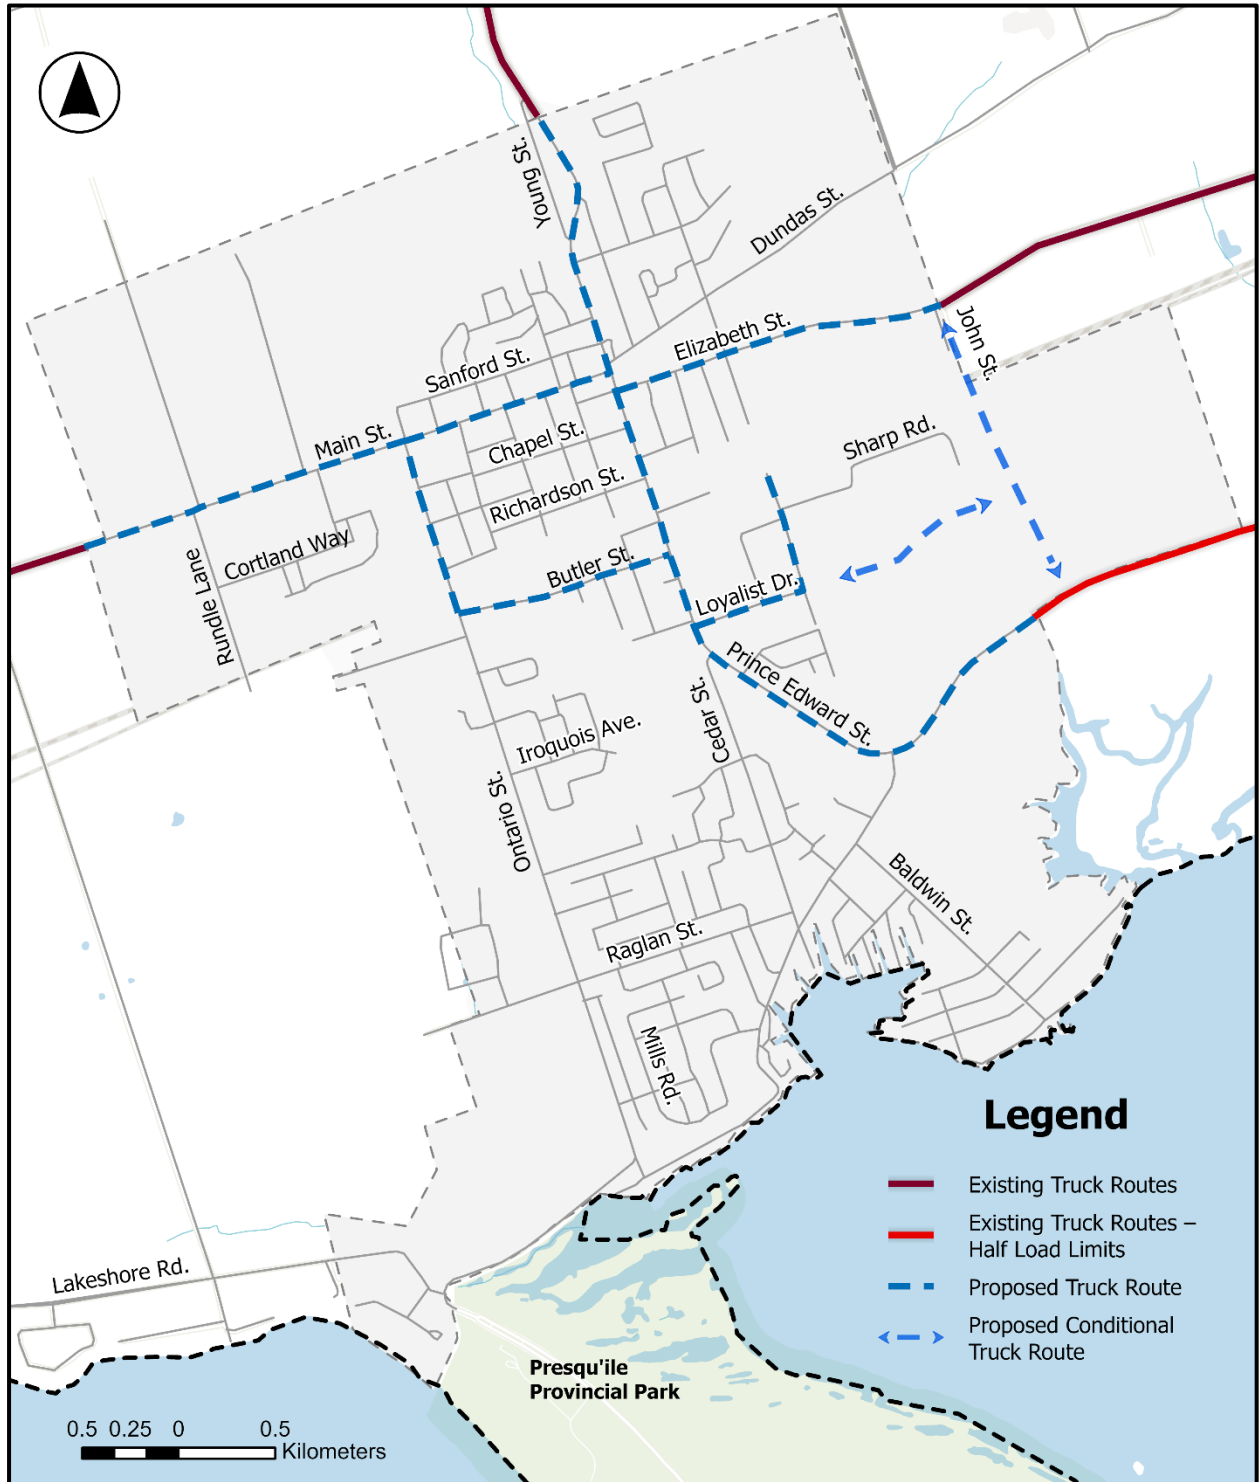 Young St.
Dundas St.
Elizabeth St.
John St.
Sanford St.
Main St.
Chapel St.
Sharp Rd.
Richardson St.
Cortland Way
Rundle Lane
Butler St.
Loyalist Dr.
Prince Edward St.
Cedar St.
Iroquois Ave.
Ontario St.
Baldwin St.
Raglan St.
Mills Rd.
Lakeshore Rd.
Presqu'ile
Provincial Park
Legend
Existing Truck Routes
Existing Truck Routes –
Half Load Limits
Proposed Truck Route
Proposed Conditional
Truck Route
0.5 0.25 0 0.5
Kilometers